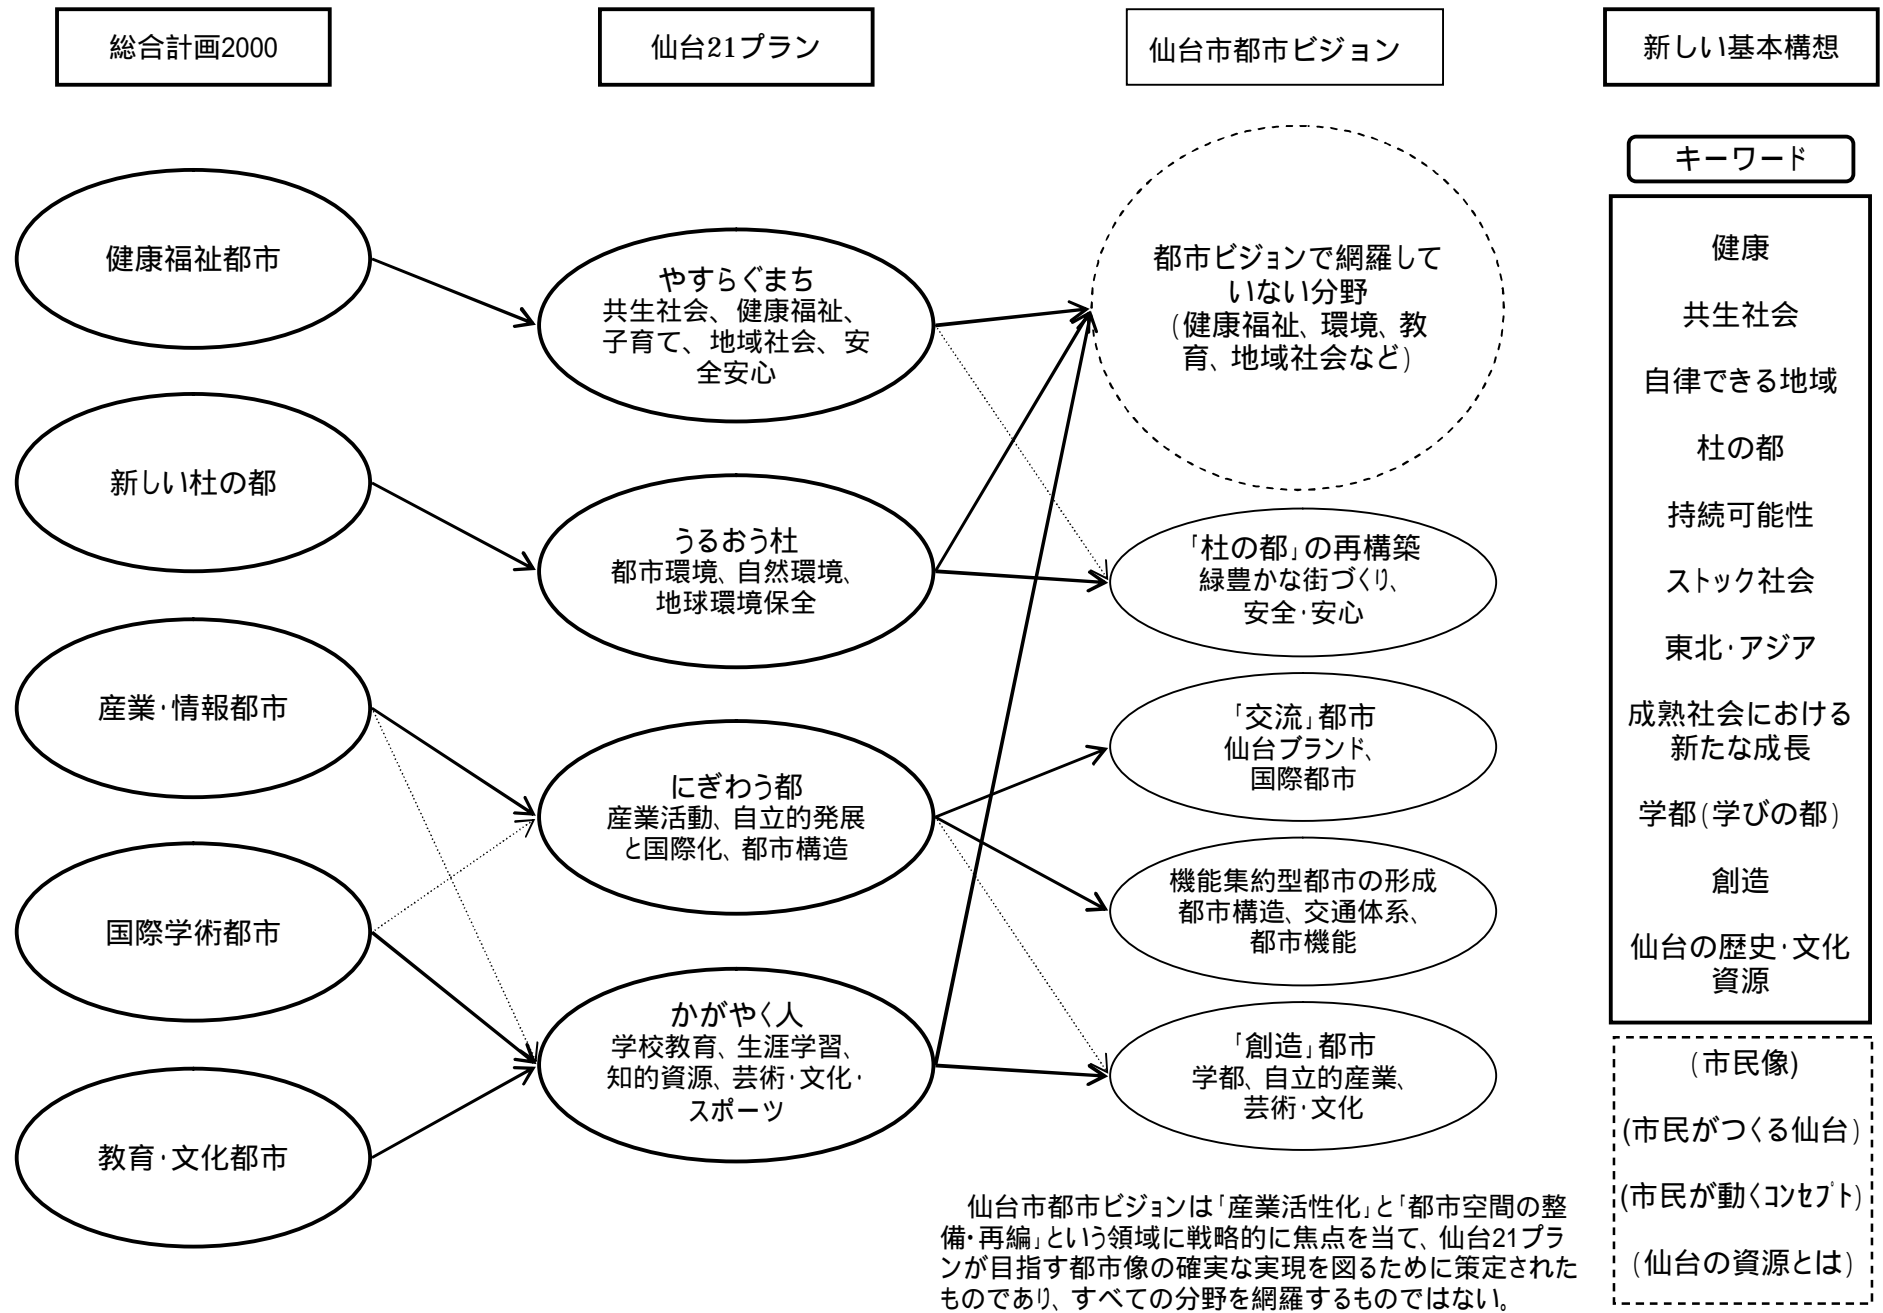 総合計画2000
仙台21プラン
仙台市都市ビジョン
新しい基本構想
健康福祉都市
新しい杜の都
産業・情報都市
国際学術都市
教育・文化都市
やすらぐまち
共生社会、健康福祉、
子育て、地域社会、安
全安心
うるおう杜
都市環境、自然環境、
地球環境保全
にぎわう都
産業活動、自立的発展
と国際化、都市構造
かがやく人
学校教育、生涯学習、
知的資源、芸術・文化・
スポーツ
都市ビジョンで網羅して
いない分野
(健康福祉、環境、教
育、地域社会など)
「杜の都」の再構築
緑豊かな街づくり、
安全・安心
「交流」都市
仙台ブランド、
国際都市
機能集約型都市の形成
都市構造、交通体系、
都市機能
「創造」都市
学都、自立的産業、
芸術・文化
仙台市都市ビジョンは「産業活性化」と「都市空間の整
備・再編」という領域に戦略的に焦点を当て、仙台21プラ
ンが目指す都市像の確実な実現を図るために策定された
ものであり、すべての分野を網羅するものではない。
キーワード
健康
共生社会
自律できる地域
杜の都
持続可能性
ストック社会
東北・アジア
成熟社会における
新たな成長
学都(学びの都)
創造
仙台の歴史・文化
資源
(市民像)
(市民がつくる仙台)
(市民が動くコンセプト)
(仙台の資源とは)